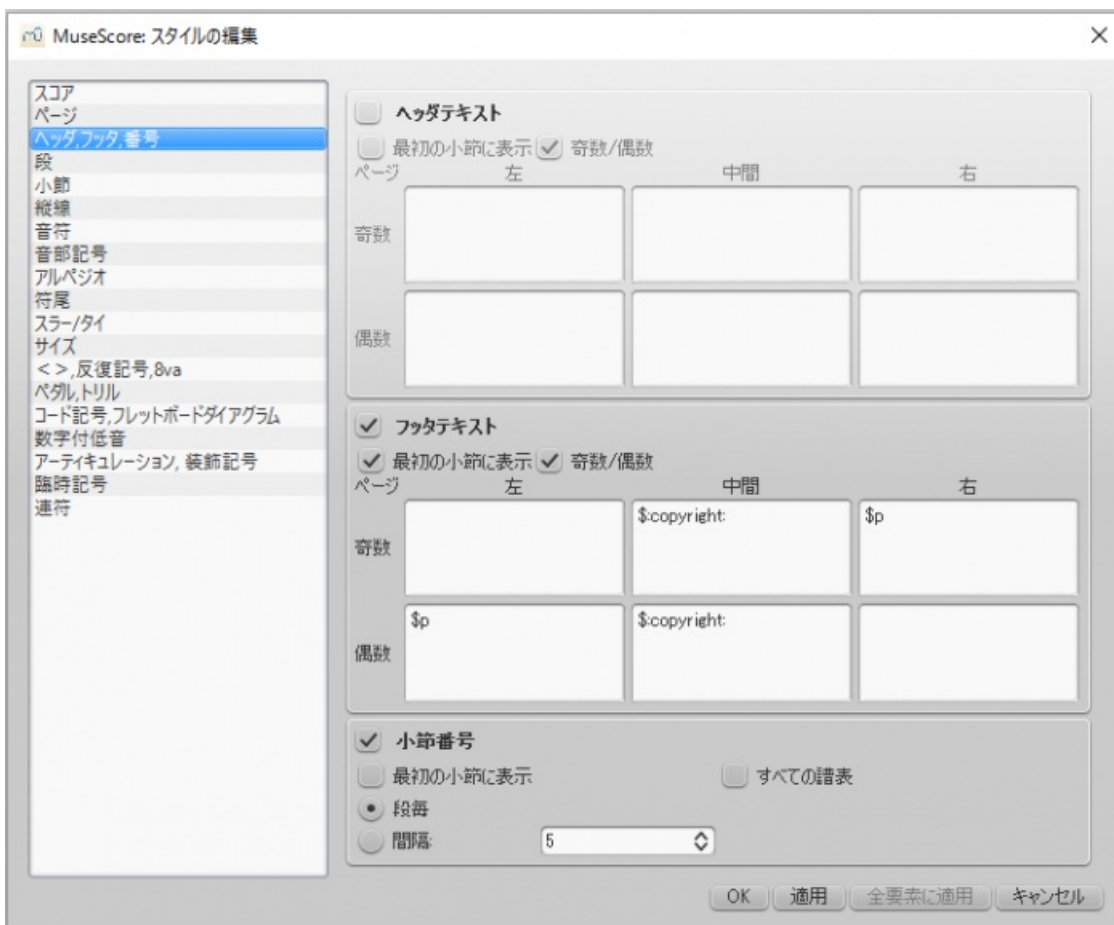 MuseScore: スタイルの編集
スコア
ページ
ヘッダ,フッタ,番号
段
小節
縦線
音符
音部記号
アルペジオ
符尾
スラー/タイ
サイズ
< >,反復記号,8va
ペダル,トリル
コード記号,フレットボードダイアグラム
数字付低音
アーティキュレーション, 装飾記号
臨時記号
連符
ヘッダテキスト
最初の小節に表示 奇数/偶数
ページ 左 中間 右
奇数
偶数
フッタテキスト
最初の小節に表示 奇数/偶数
ページ 左 中間 右
奇数 $:copyright: $p
偶数 $p $:copyright:
小節番号
最初の小節に表示 すべての譜表
段毎
間隔: 5
OK 適用 全要素に適用 キャンセル